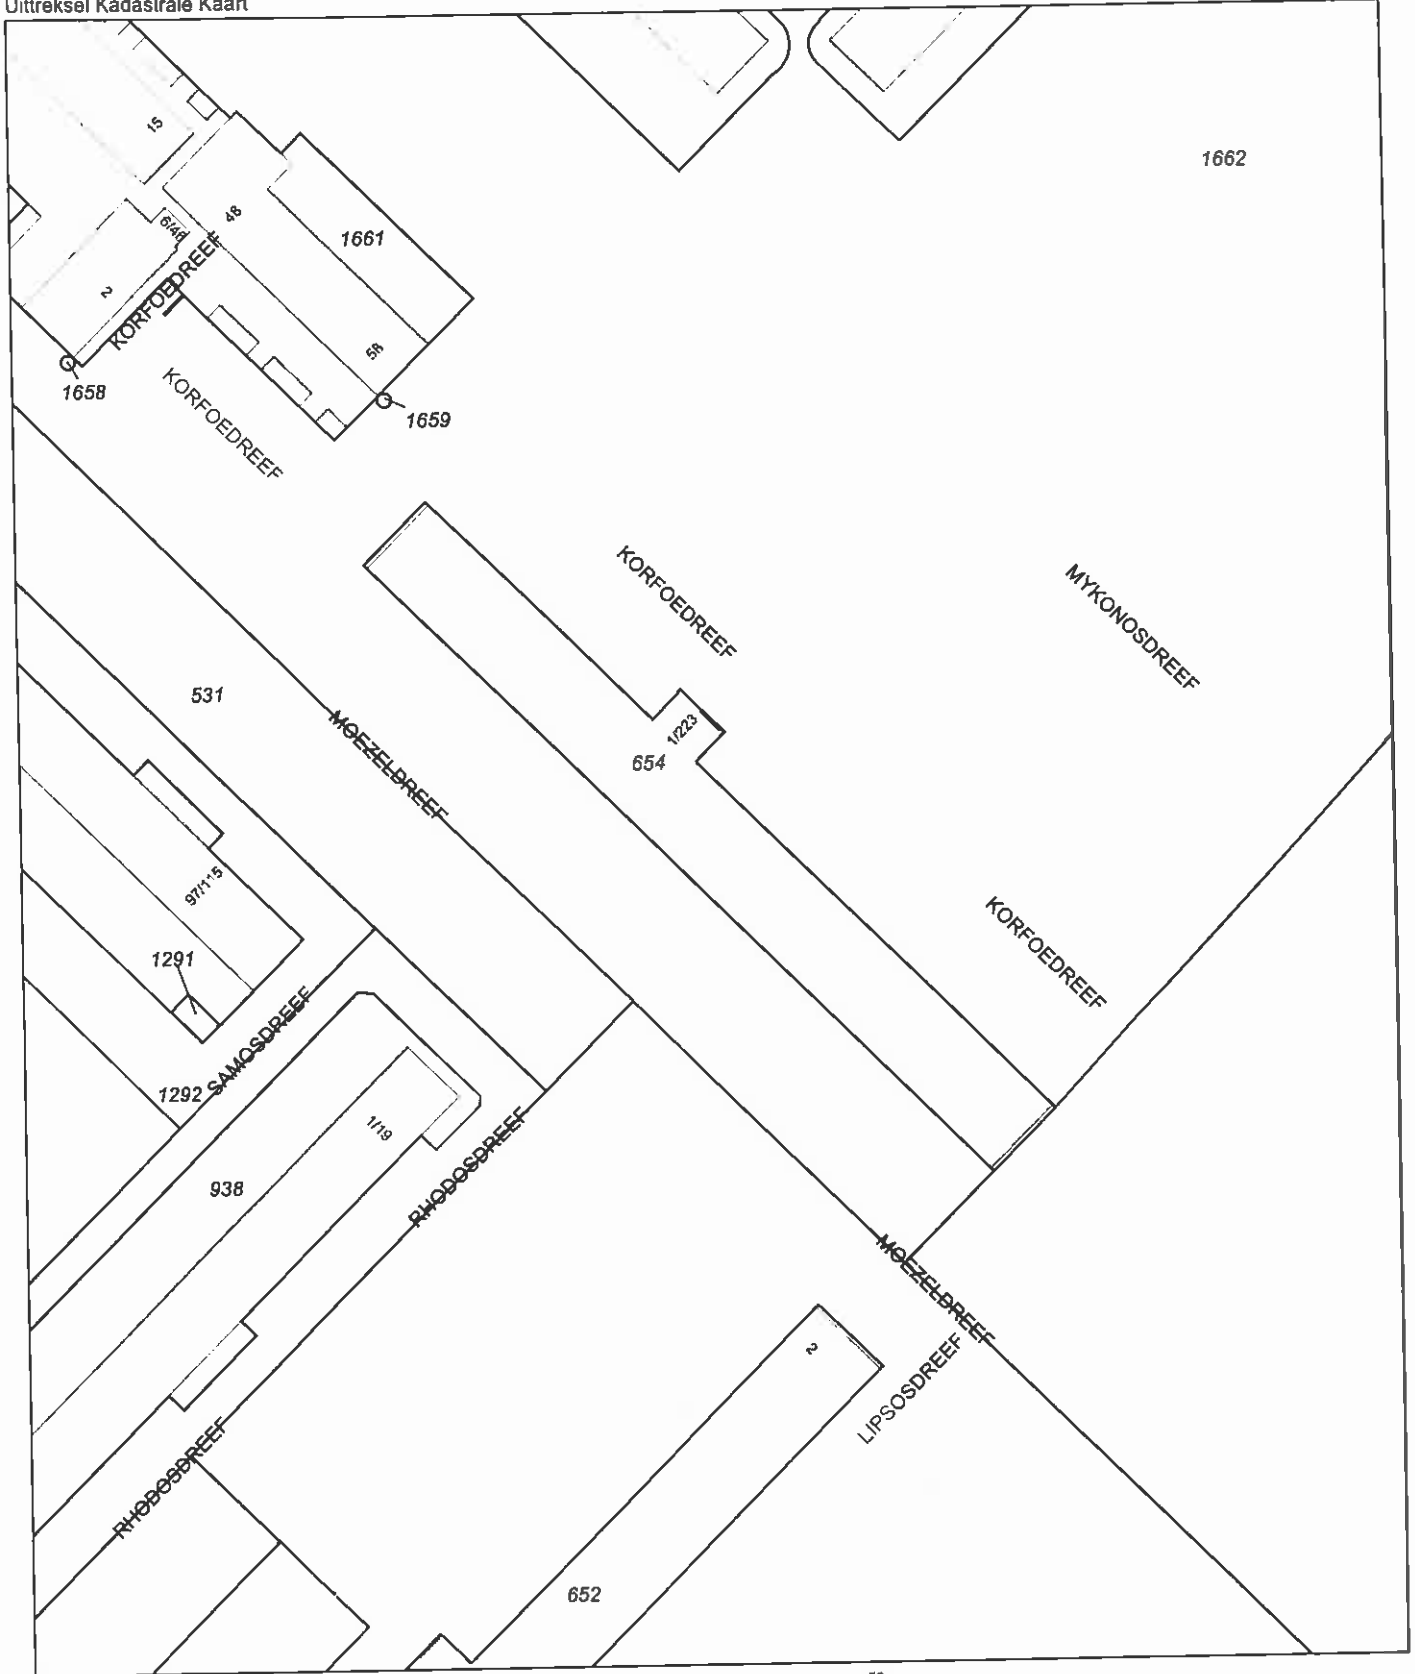 Uittreksel Kadastrale Kaart
15
1662
48
6/46
1661
KORFOEDREEF
2
58
1658
KORFOEDREEF
1659
KORFOEDREEF
MYKONOSDREEF
531
MOEZELDREEF
1/223
654
97/115
KORFOEDREEF
1291
SAMOSDREEF
1292
1/19
RHODOSDREEF
938
MOEZELDREEF
2
LIPSOSDREEF
RHODOSDREEF
652